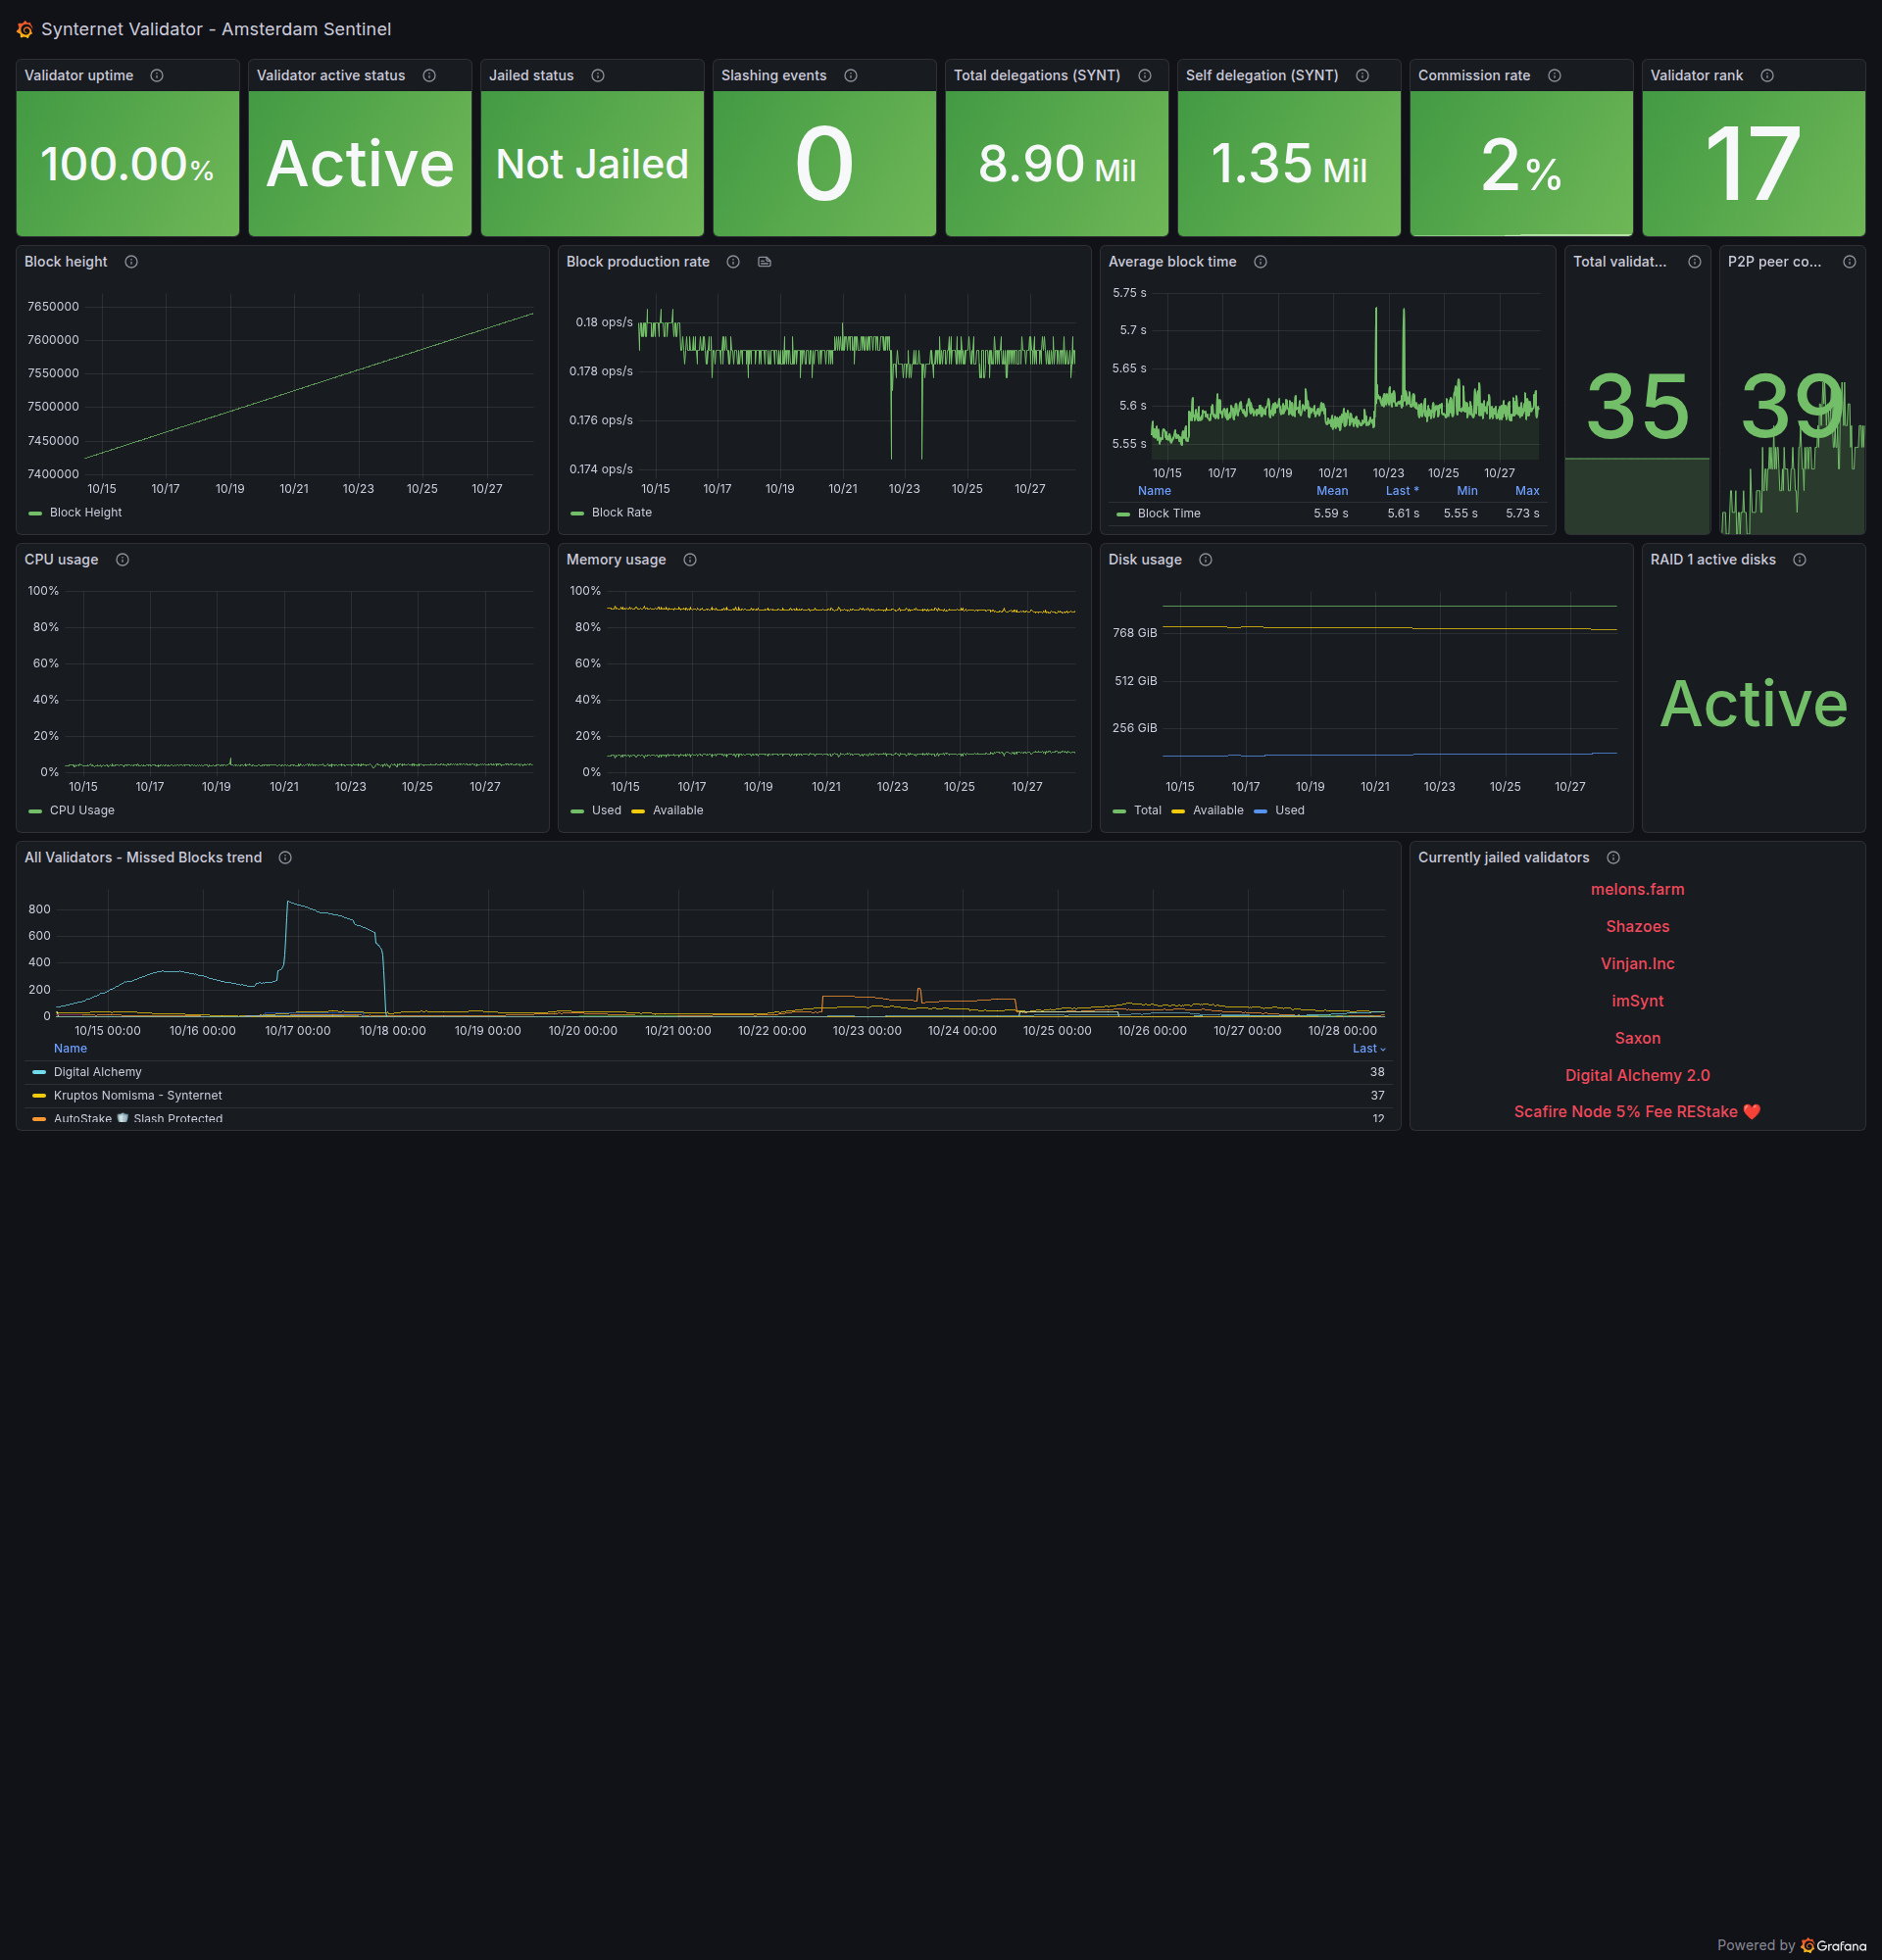 Synternet Validator - Amsterdam Sentinel
Validator uptime
100.00%
Validator active status
Active
Jailed status
Not Jailed
Slashing events
0
Total delegations (SYNT)
8.90 Mil
Self delegation (SYNT)
1.35 Mil
Commission rate
2%
Validator rank
17
Block height
7650000
7600000
7550000
7500000
7450000
7400000
10/15 10/17 10/19 10/21 10/23 10/25 10/27
Block Height
Block production rate
0.18 ops/s
0.178 ops/s
0.176 ops/s
0.174 ops/s
10/15 10/17 10/19 10/21 10/23 10/25 10/27
Block Rate
Average block time
5.75 s
5.7 s
5.65 s
5.6 s
5.55 s
10/15 10/17 10/19 10/21 10/23 10/25 10/27
Name Mean Last * Min Max
Block TIme 5.59 s 5.61 s 5.55 s 5.73 s
Total validat...
35
P2P peer co...
39
CPU usage
100%
80%
60%
40%
20%
0%
10/15 10/17 10/19 10/21 10/23 10/25 10/27
CPU Usage
Memory usage
100%
80%
60%
40%
20%
0%
10/15 10/17 10/19 10/21 10/23 10/25 10/27
Used Available
Disk usage
768 GiB
512 GiB
256 GiB
10/15 10/17 10/19 10/21 10/23 10/25 10/27
Total Available Used
RAID 1 active disks
Active
All Validators - Missed Blocks trend
800
600
400
200
0
10/15 00:00 10/16 00:00 10/17 00:00 10/18 00:00 10/19 00:00 10/20 00:00 10/21 00:00 10/22 00:00 10/23 00:00 10/24 00:00 10/25 00:00 10/26 00:00 10/27 00:00 10/28 00:00
Name Last
Digital Alchemy 38
Kruptos Nomisma - Synternet 37
AutoStake 🛡️ Slash Protected 12
Currently jailed validators
melons.farm
Shazoes
Vinjan.Inc
imSynt
Saxon
Digital Alchemy 2.0
Scafire Node 5% Fee REStake ❤️
Powered by Grafana